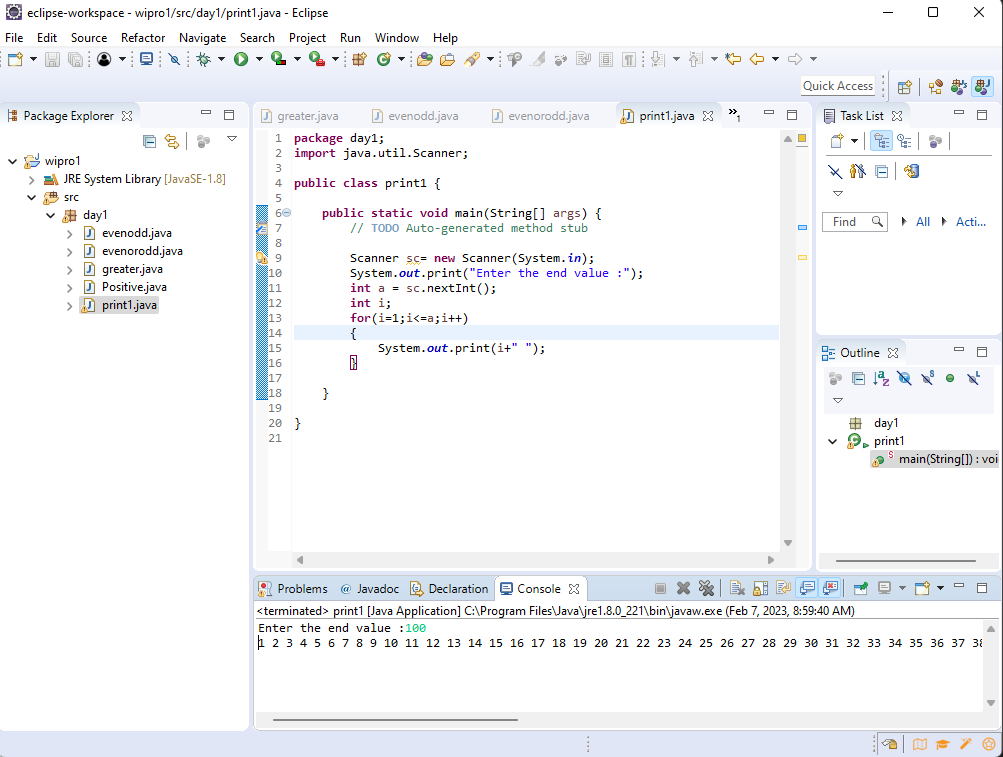 eclipse-workspace - wipro1/src/day1/print1.java - Eclipse
File Edit Source Refactor Navigate Search Project Run Window Help
Quick Access
Package Explorer
wipro1
JRE System Library [JavaSE-1.8]
src
day1
evenodd.java
evenorodd.java
greater.java
Positive.java
print1.java
greater.java evenodd.java evenorodd.java print1.java »1
1 package day1;
2 import java.util.Scanner;
3
4 public class print1 {
5
6 public static void main(String[] args) {
7 // TODO Auto-generated method stub
8
9 Scanner sc= new Scanner(System.in);
10 System.out.print("Enter the end value :");
11 int a = sc.nextInt();
12 int i;
13 for(i=1;i<=a;i++)
14 {
15 System.out.print(i+" ");
16 }
17
18 }
19
20 }
21
Task List
Find All Acti...
Outline
day1
print1
main(String[]) : voi
Problems @ Javadoc Declaration Console
<terminated> print1 [Java Application] C:\Program Files\Java\jre1.8.0_221\bin\javaw.exe (Feb 7, 2023, 8:59:40 AM)
Enter the end value :100
1 2 3 4 5 6 7 8 9 10 11 12 13 14 15 16 17 18 19 20 21 22 23 24 25 26 27 28 29 30 31 32 33 34 35 36 37 38